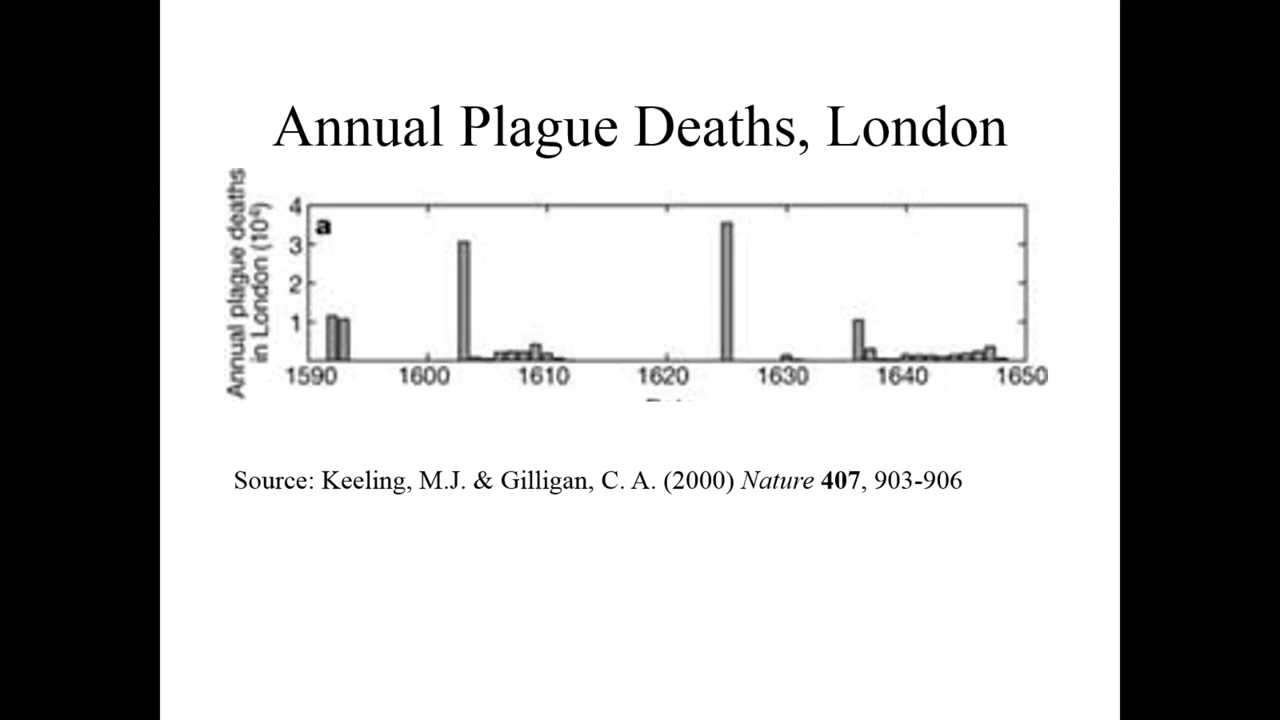 Annual Plague Deaths, London
Annual plague deaths
in London (10⁴)
a
4
3
2
1
1590 1600 1610 1620 1630 1640 1650
Source: Keeling, M.J. & Gilligan, C. A. (2000) Nature 407, 903-906